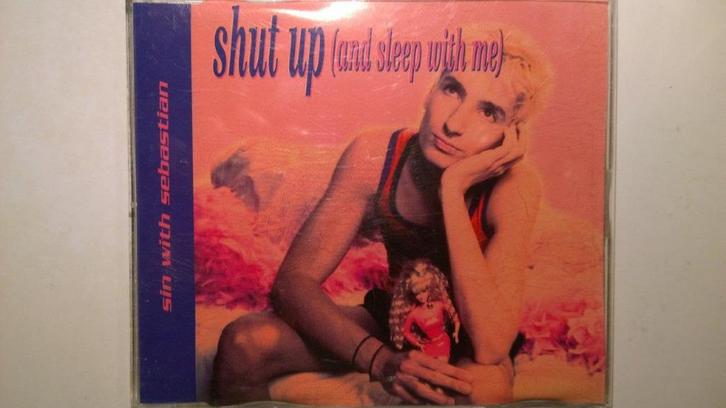 shut up (and sleep with me)
sin with sebastian